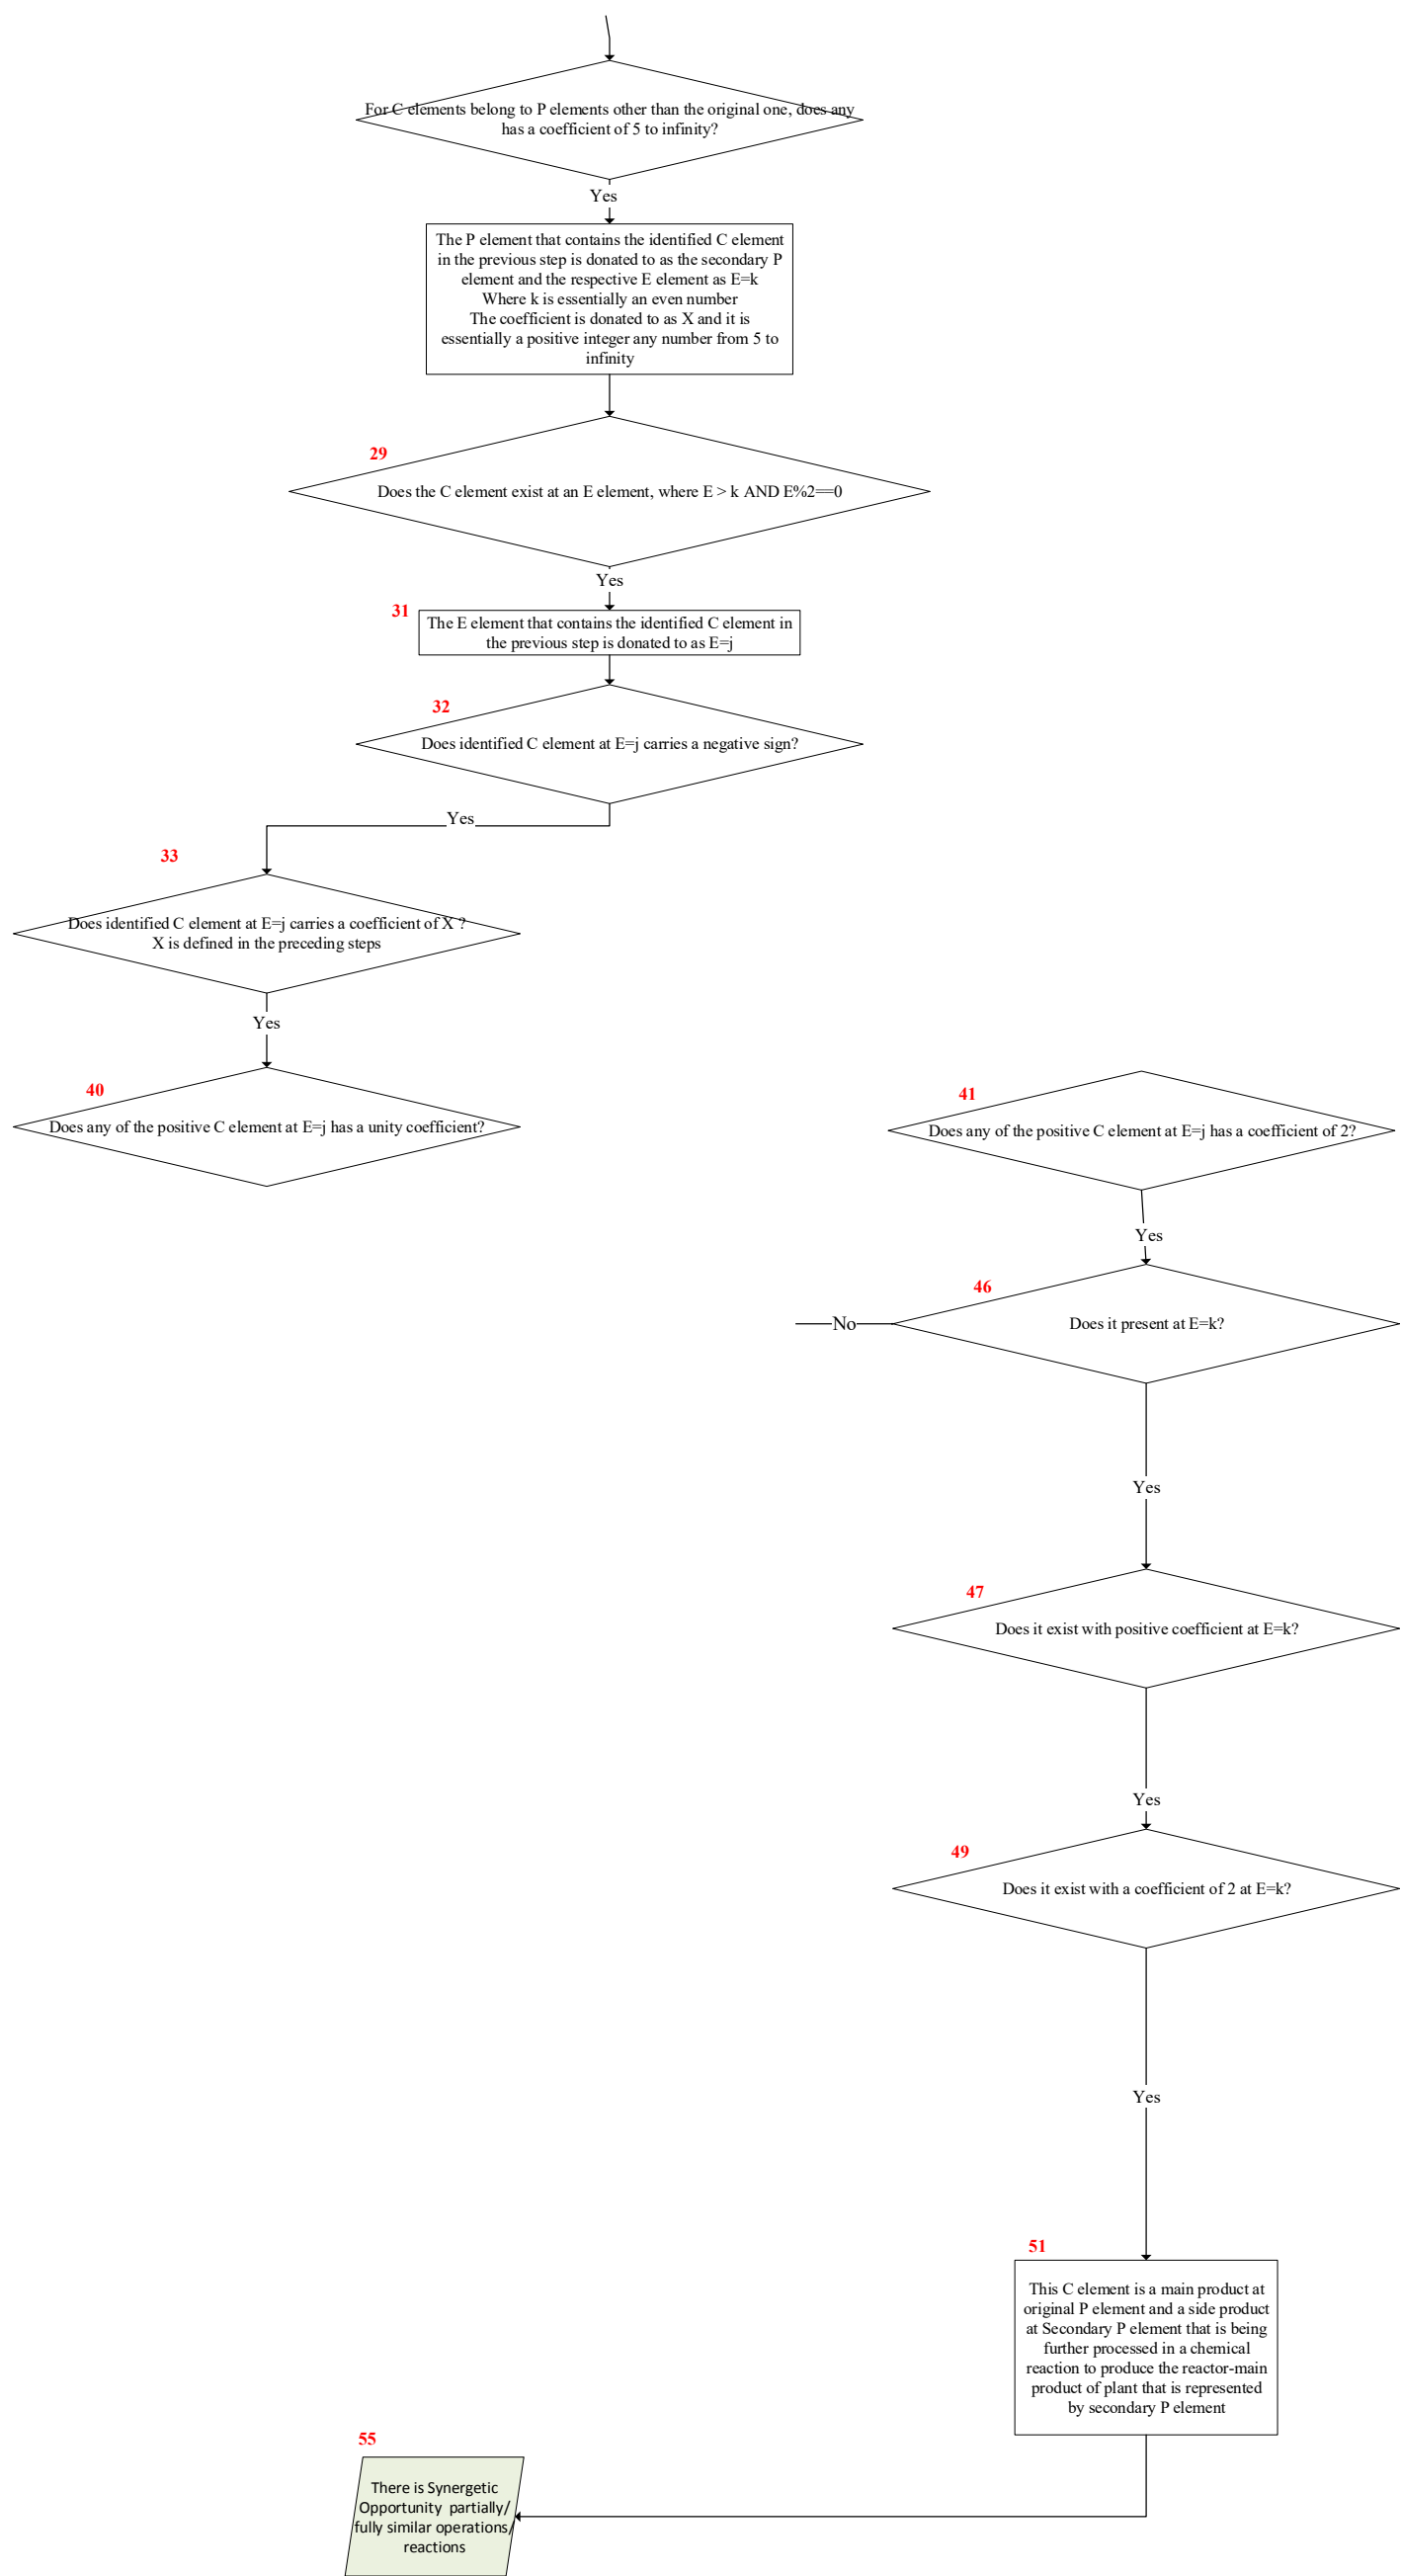 For C elements belong to P elements other than the original one, does any
has a coefficient of 5 to infinity?
Yes
The P element that contains the identified C element
in the previous step is donated to as the secondary P
element and the respective E element as E=k
Where k is essentially an even number
The coefficient is donated to as X and it is
essentially a positive integer any number from 5 to
infinity
29
Does the C element exist at an E element, where E > k AND E%2==0
Yes
31
The E element that contains the identified C element in
the previous step is donated to as E=j
32
Does identified C element at E=j carries a negative sign?
Yes
33
Does identified C element at E=j carries a coefficient of X ?
X is defined in the preceding steps
Yes
40
Does any of the positive C element at E=j has a unity coefficient?
41
Does any of the positive C element at E=j has a coefficient of 2?
Yes
46
Does it present at E=k?
No
Yes
47
Does it exist with positive coefficient at E=k?
Yes
49
Does it exist with a coefficient of 2 at E=k?
Yes
51
This C element is a main product at
original P element and a side product
at Secondary P element that is being
further processed in a chemical
reaction to produce the reactor-main
product of plant that is represented
by secondary P element
55
There is Synergetic
Opportunity partially/
fully similar operations/
reactions